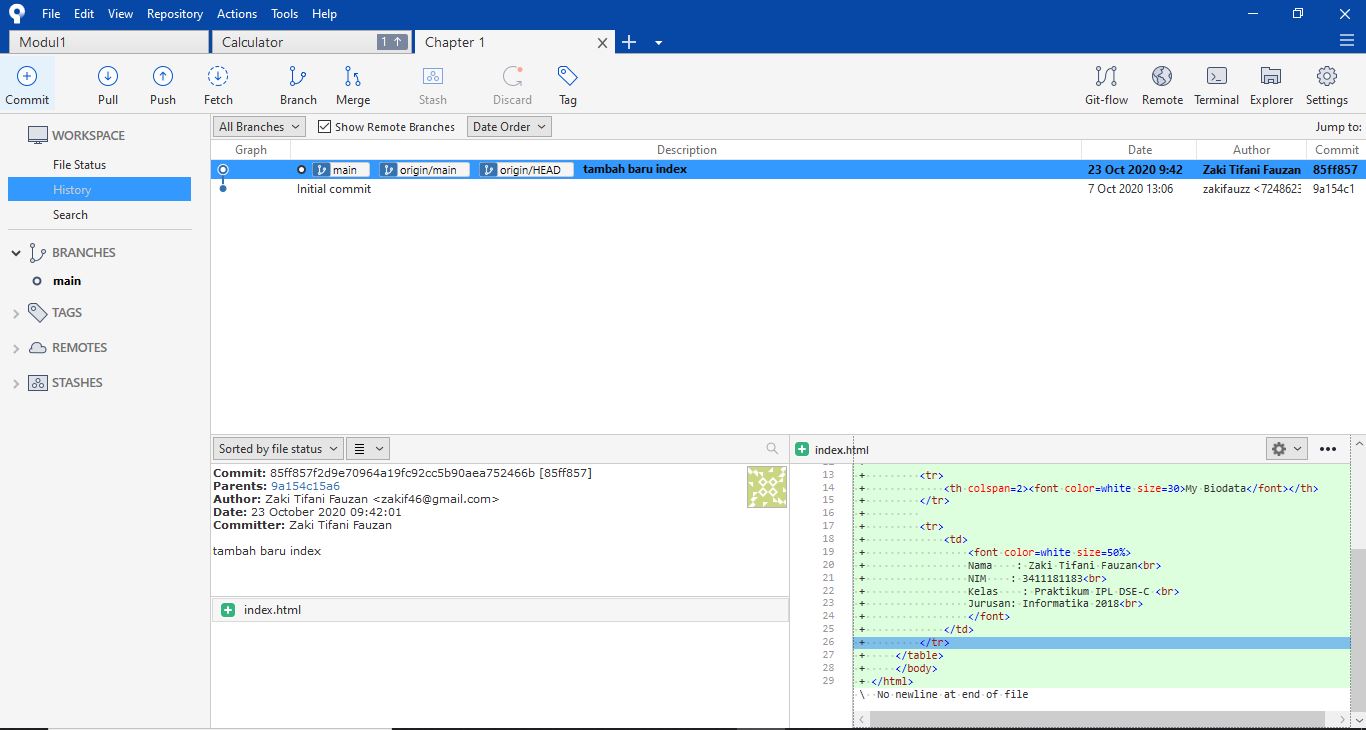 File Edit View Repository Actions Tools Help
Modul1 Calculator 1 Chapter 1
Commit Pull Push Fetch Branch Merge Stash Discard Tag Git-flow Remote Terminal Explorer Settings
WORKSPACE
File Status
History
Search
BRANCHES
main
TAGS
REMOTES
STASHES
All Branches Show Remote Branches Date Order Jump to:
Graph Description Date Author Commit
main origin/main origin/HEAD tambah baru index 23 Oct 2020 9:42 Zaki Tifani Fauzan 85ff857
Initial commit 7 Oct 2020 13:06 zakifauzz <7248623 9a154c1
Sorted by file status
Commit: 85ff857f2d9e70964a19fc92cc5b90aea752466b [85ff857]
Parents: 9a154c15a6
Author: Zaki Tifani Fauzan <zakif46@gmail.com>
Date: 23 October 2020 09:42:01
Committer: Zaki Tifani Fauzan
tambah baru index
index.html
index.html
13 + <tr>
14 + <th colspan=2><font color=white size=30>My Biodata</font></th>
15 + </tr>
16 +
17 + <tr>
18 + <td>
19 + <font color=white size=50%>
20 + Nama : Zaki Tifani Fauzan<br>
21 + NIM : 3411181183<br>
22 + Kelas : Praktikum IPL DSE-C <br>
23 + Jurusan: Informatika 2018<br>
24 + </font>
25 + </td>
26 + </tr>
27 + </table>
28 + </body>
29 + </html>
\ No newline at end of file